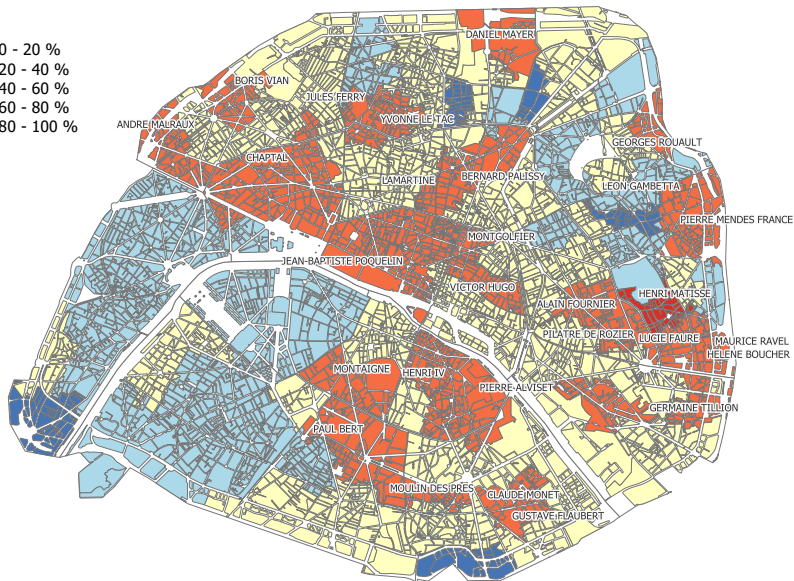 0 - 20 %
20 - 40 %
40 - 60 %
60 - 80 %
80 - 100 %
DANIEL MAYER
BORIS VIAN
JULES FERRY
YVONNE LE TAC
ANDRE MALRAUX
GEORGES ROUAULT
CHAPTAL
LAMARTINE
BERNARD PALISSY
LEON GAMBETTA
PIERRE MENDES FRANCE
MONTGOLFIER
JEAN-BAPTISTE POQUELIN
VICTOR HUGO
HENRI MATISSE
ALAIN FOURNIER
PILATRE DE ROZIER
LUCIE FAURE
MAURICE RAVEL
HELENE BOUCHER
MONTAIGNE
HENRI IV
PIERRE ALVISET
GERMAINE TILLION
PAUL BERT
MOULIN DES PRES
CLAUDE MONET
GUSTAVE FLAUBERT